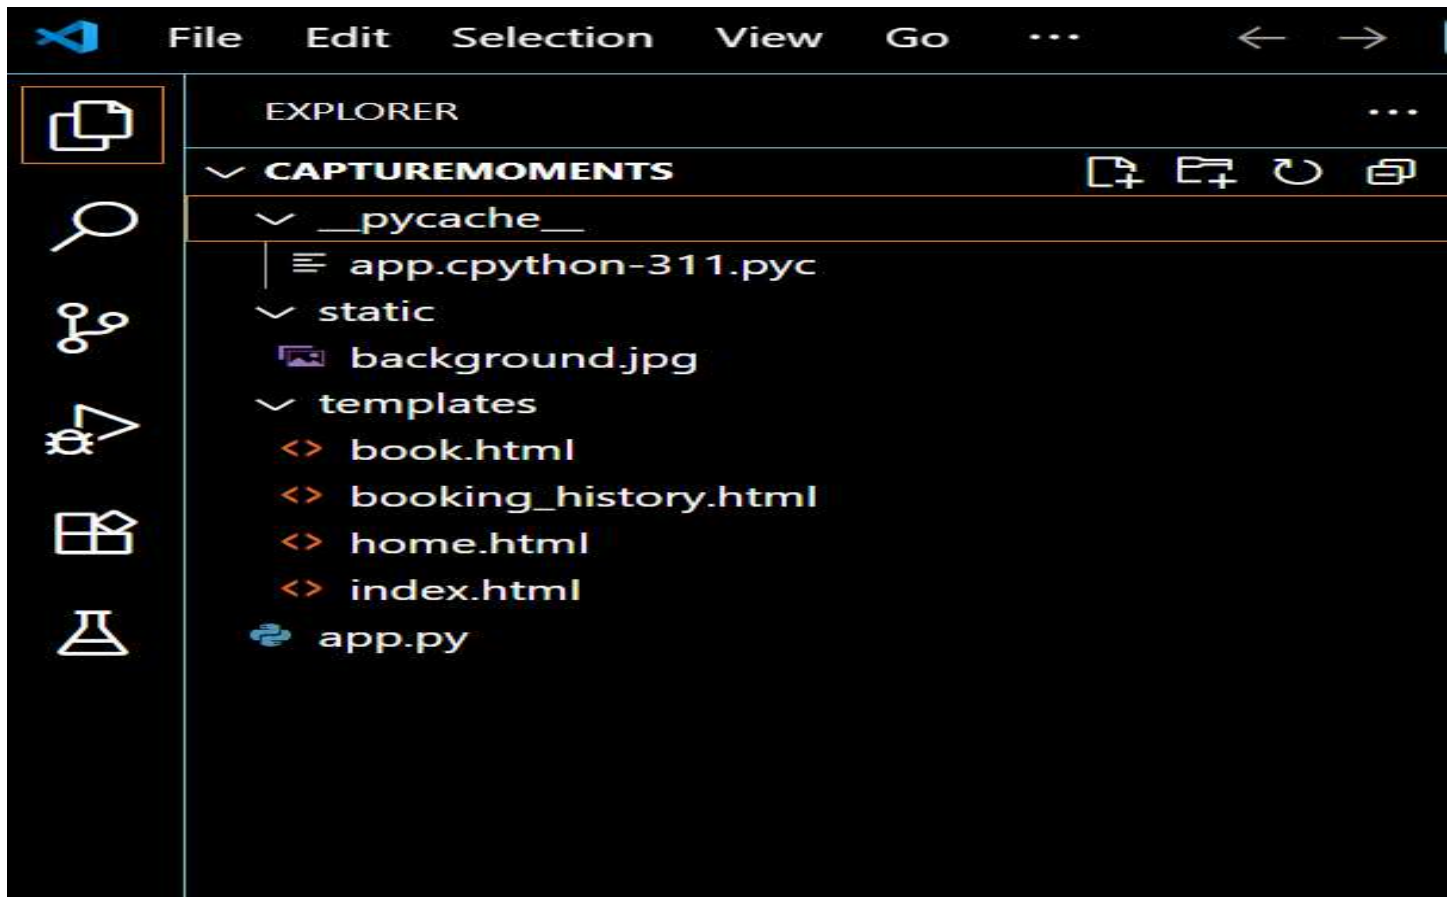 File Edit Selection View Go ...
EXPLORER
CAPTUREMOMENTS
__pycache__
app.cpython-311.pyc
static
background.jpg
templates
book.html
booking_history.html
home.html
index.html
app.py